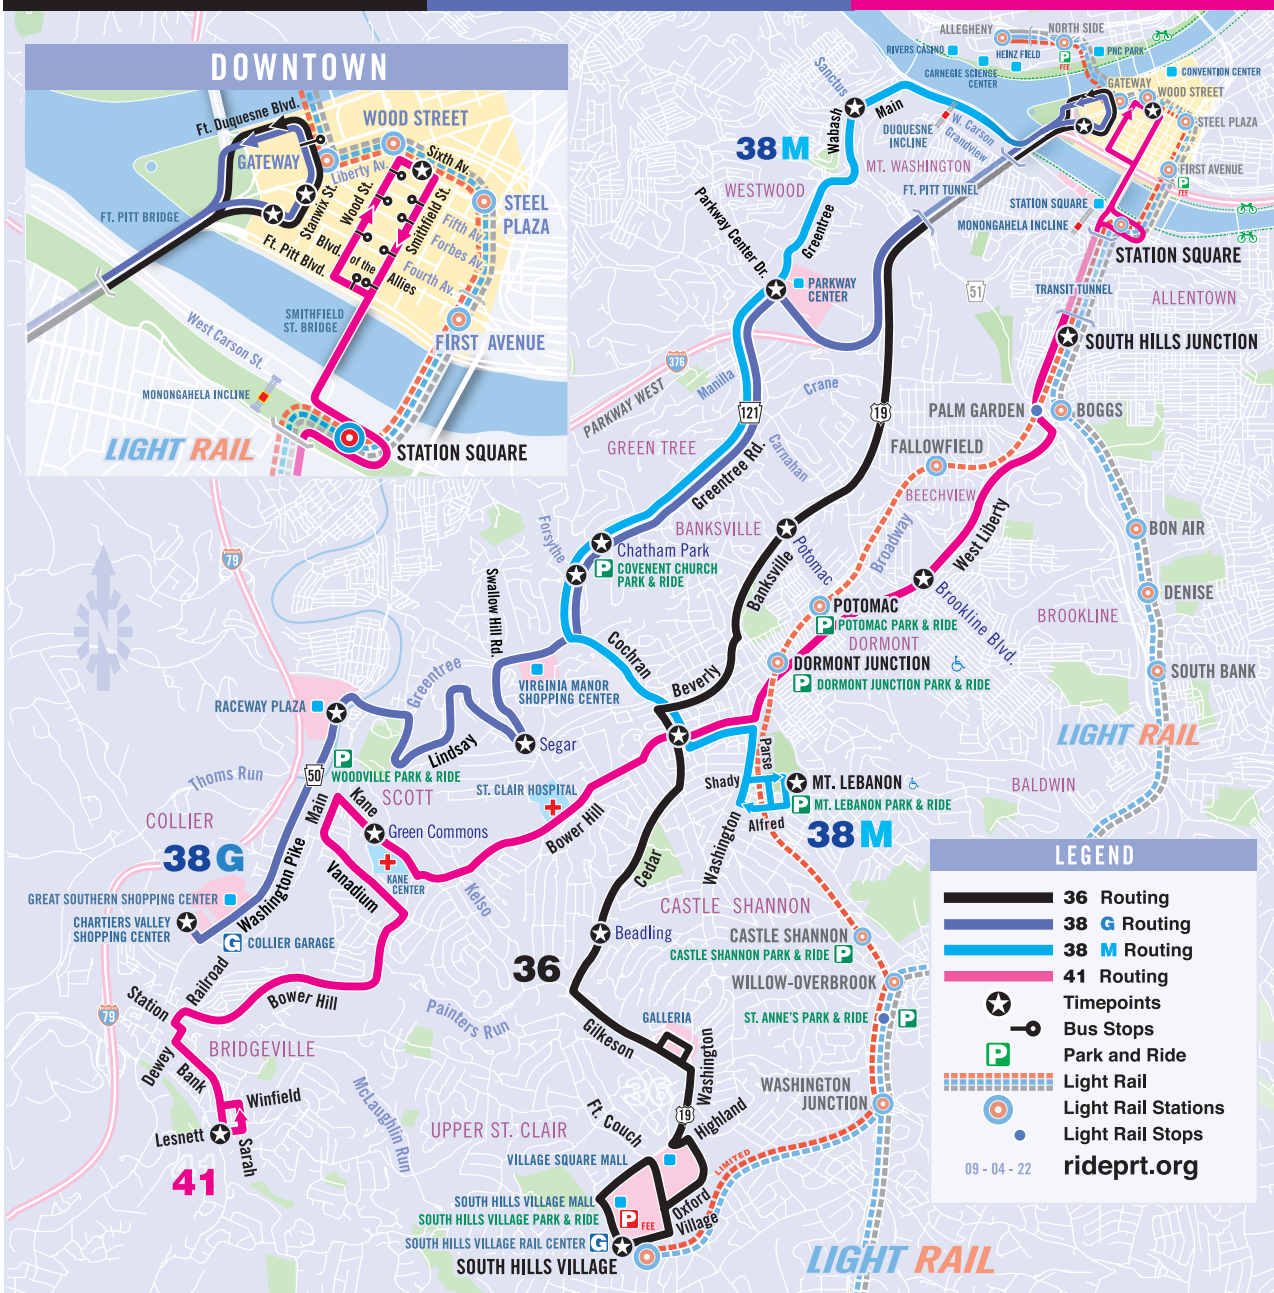 DOWNTOWN
Ft. Duquesne Blvd.
WOOD STREET
GATEWAY
Liberty Av.
Sixth Av.
STEEL
PLAZA
FT. PITT BRIDGE
Stanwix St.
Wood St.
Smithfield St.
Fifth Av.
Forbes Av.
Fourth Av.
Ft. Pitt Blvd.
Blvd.
of the
Allies
SMITHFIELD
ST. BRIDGE
FIRST AVENUE
West Carson St.
MONONGAHELA INCLINE
LIGHT RAIL
STATION SQUARE
ALLEGHENY
NORTH SIDE
RIVERS CASINO
HEINZ FIELD
P
FEE
PNC PARK
CARNEGIE SCIENCE
CENTER
CONVENTION CENTER
GATEWAY
WOOD STREET
STEEL PLAZA
FIRST AVENUE
P
FEE
Sanctus
Wabash
Main
DUQUESNE
INCLINE
W. Carson
Grandview
38M
MT. WASHINGTON
WESTWOOD
FT. PITT TUNNEL
STATION SQUARE
MONONGAHELA INCLINE
STATION SQUARE
Parkway Center Dr.
Greentree
PARKWAY
CENTER
51
TRANSIT TUNNEL
ALLENTOWN
SOUTH HILLS JUNCTION
376
PARKWAY WEST
Manilla
Crane
121
19
PALM GARDEN
BOGGS
GREEN TREE
Greentree Rd.
Carnahan
FALLOWFIELD
BEECHVIEW
BANKSVILLE
Forsythe
Chatham Park
P
COVENENT CHURCH
PARK & RIDE
Potomac
Banksville
Broadway
West Liberty
BON AIR
79
Swallow Hill Rd.
DENISE
POTOMAC
P
POTOMAC PARK & RIDE
Brookline Blvd.
BROOKLINE
DORMONT
N
Cochran
Beverly
DORMONT JUNCTION
P
DORMONT JUNCTION PARK & RIDE
SOUTH BANK
Greentree
VIRGINIA MANOR
SHOPPING CENTER
RACEWAY PLAZA
Lindsay
Segar
LIGHT RAIL
Parse
P
WOODVILLE PARK & RIDE
50
Thoms Run
Main
Kane
SCOTT
ST. CLAIR HOSPITAL
Shady
MT. LEBANON
P
MT. LEBANON PARK & RIDE
BALDWIN
COLLIER
38G
Green Commons
KANE
CENTER
Bower Hill
Alfred
38M
Washington
Cedar
Vanadium
Kelso
Washington Pike
GREAT SOUTHERN SHOPPING CENTER
CHARTIERS VALLEY
SHOPPING CENTER
G
COLLIER GARAGE
CASTLE SHANNON
Beadling
CASTLE SHANNON
CASTLE SHANNON PARK & RIDE
P
36
WILLOW-OVERBROOK
ST. ANNE'S PARK & RIDE
P
Railroad
Station
Bower Hill
79
Painters Run
GALLERIA
Gilkeson
Washington
BRIDGEVILLE
Dewey
Bank
Winfield
McLaughlin Run
WASHINGTON
JUNCTION
19
Ft. Couch
Highland
Lesnett
Sarah
UPPER ST. CLAIR
41
VILLAGE SQUARE MALL
LIMITED
SOUTH HILLS VILLAGE MALL
SOUTH HILLS VILLAGE PARK & RIDE
P
FEE
Oxford
Village
SOUTH HILLS VILLAGE RAIL CENTER
G
SOUTH HILLS VILLAGE
LIGHT RAIL
LEGEND
36 Routing
38 G Routing
38 M Routing
41 Routing
Timepoints
Bus Stops
P
Park and Ride
Light Rail
Light Rail Stations
Light Rail Stops
09 - 04 - 22
rideprt.org